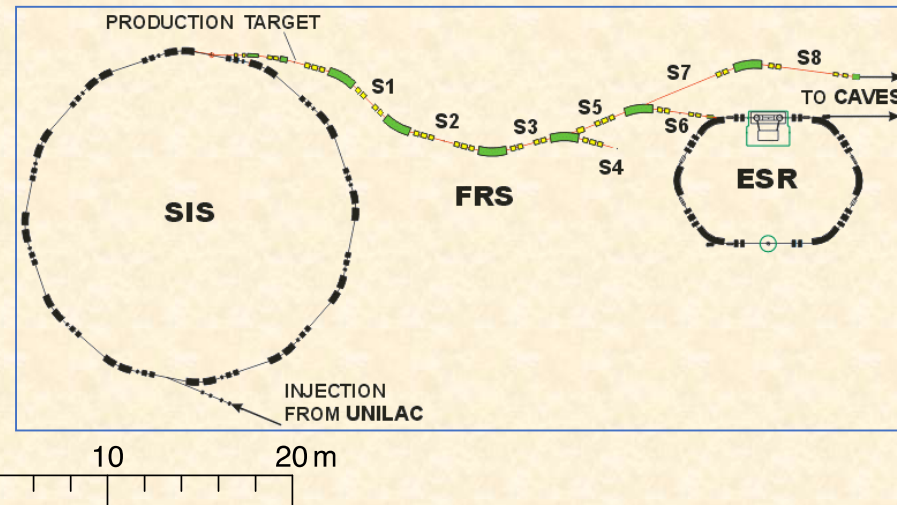 PRODUCTION TARGET
S1
S2
S3
S4
S5
S6
S7
S8
TO CAVES
SIS
FRS
ESR
INJECTION
FROM UNILAC
10
20 m